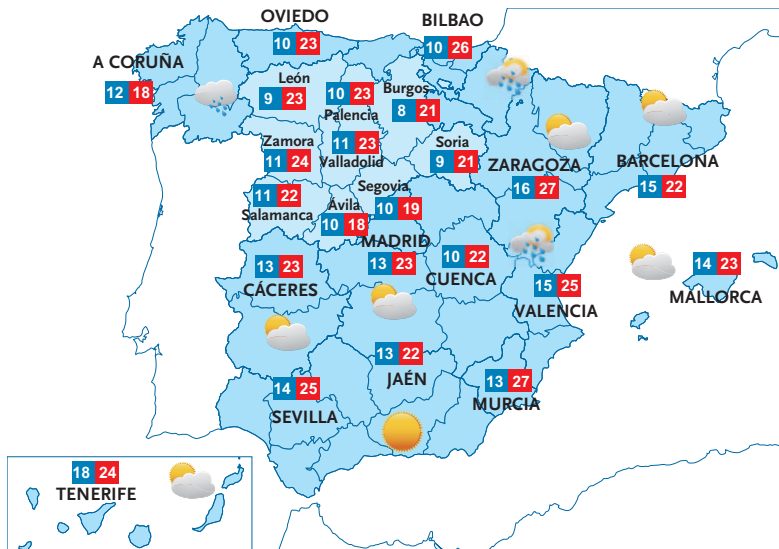 OVIEDO
10 23
BILBAO
10 26
A CORUÑA
12 18
León
9 23
10 23
Palencia
Burgos
8 21
Zamora
11 24
11 23
Valladolid
Soria
9 21
ZARAGOZA
16 27
BARCELONA
15 22
11 22
Salamanca
Ávila
10 18
Segovia
10 19
MADRID
13 23
10 22
CUENCA
13 23
CÁCERES
15 25
VALENCIA
14 23
MALLORCA
13 22
JAÉN
14 25
SEVILLA
13 27
MURCIA
18 24
TENERIFE